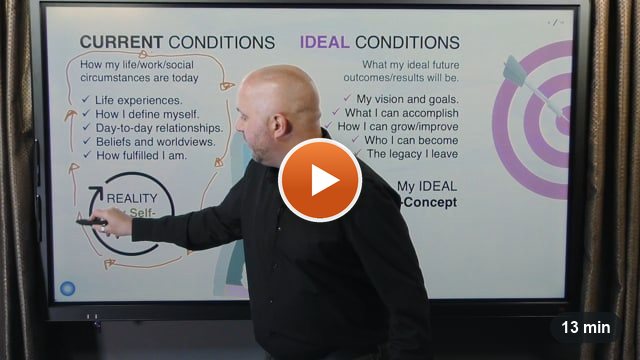 CURRENT CONDITIONS
How my life/work/social
circumstances are today
✓ Life experiences.
✓ How I define myself.
✓ Day-to-day relationships.
✓ Beliefs and worldviews.
✓ How fulfilled I am.
REALITY
Self-
IDEAL CONDITIONS
What my ideal future
outcomes/results will be.
✓ My vision and goals.
✓ What I can accomplish
How I can grow/improve
✓ Who I can become
✓ The legacy I leave
My IDEAL
-Concept
13 min